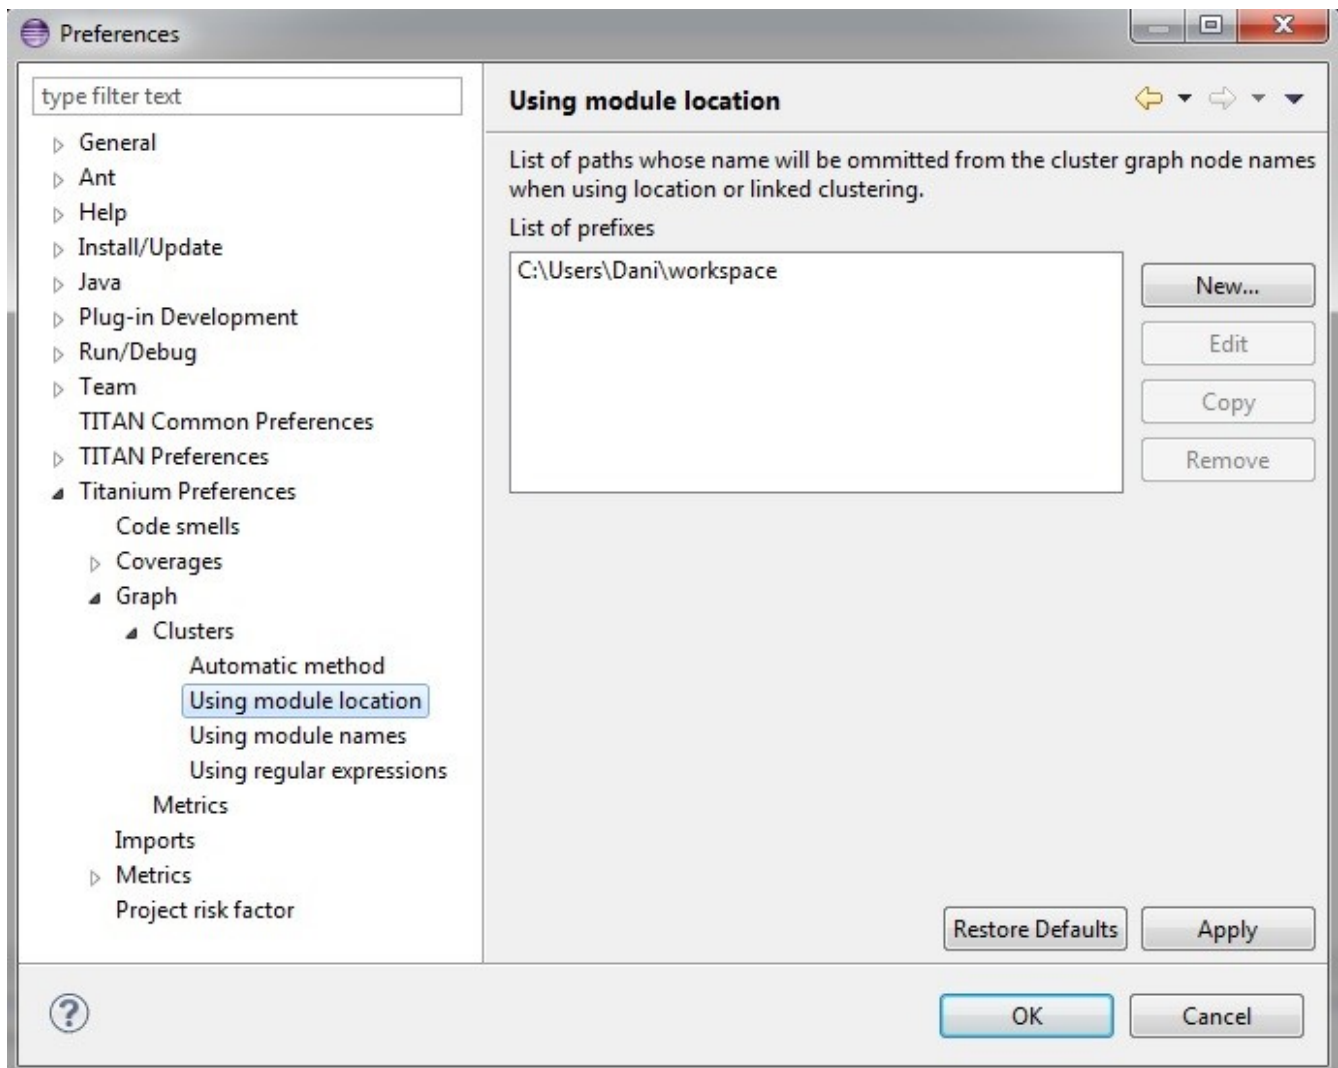 Preferences
type filter text
General
Ant
Help
Install/Update
Java
Plug-in Development
Run/Debug
Team
TITAN Common Preferences
TITAN Preferences
Titanium Preferences
Code smells
Coverages
Graph
Clusters
Automatic method
Using module location
Using module names
Using regular expressions
Metrics
Imports
Metrics
Project risk factor
Using module location
List of paths whose name will be ommitted from the cluster graph node names
when using location or linked clustering.
List of prefixes
C:\Users\Dani\workspace
New...
Edit
Copy
Remove
Restore Defaults
Apply
?
OK
Cancel